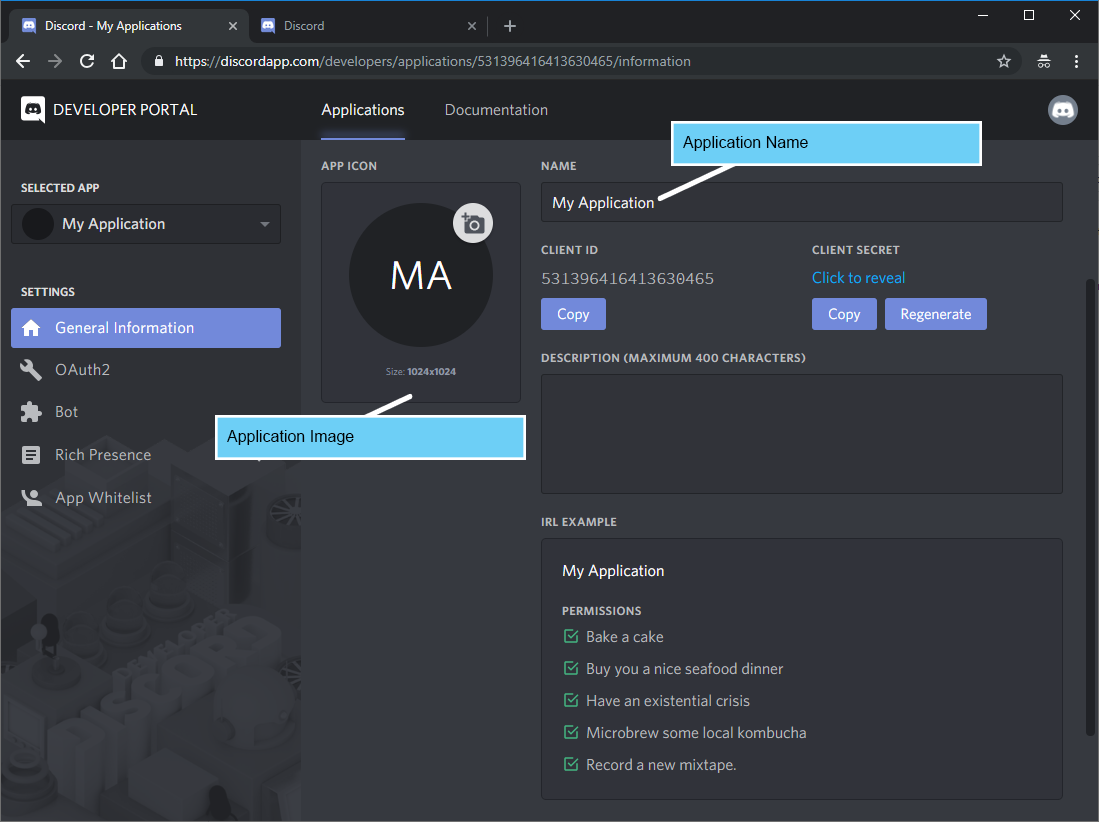 Discord - My Applications
Discord
https://discordapp.com/developers/applications/531396416413630465/information
DEVELOPER PORTAL
Applications
Documentation
Application Name
SELECTED APP
My Application
SETTINGS
General Information
OAuth2
Bot
Rich Presence
App Whitelist
APP ICON
MA
Size: 1024x1024
Application Image
NAME
My Application
CLIENT ID
531396416413630465
Copy
CLIENT SECRET
Click to reveal
Copy
Regenerate
DESCRIPTION (MAXIMUM 400 CHARACTERS)
IRL EXAMPLE
My Application
PERMISSIONS
Bake a cake
Buy you a nice seafood dinner
Have an existential crisis
Microbrew some local kombucha
Record a new mixtape.
DISCORD